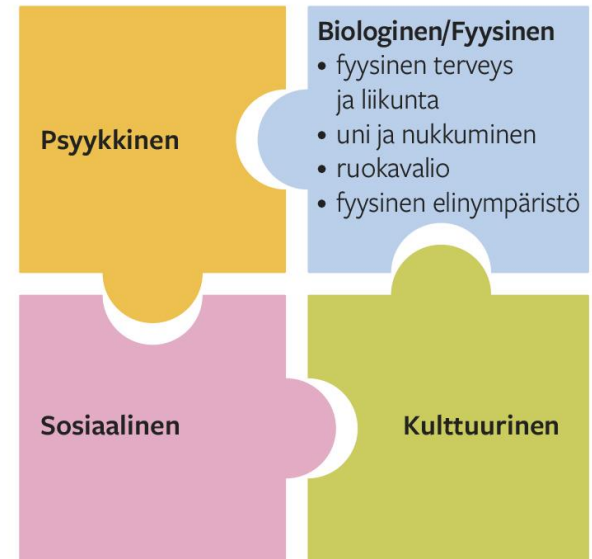 Psyykkinen
Biologinen/Fyysinen
• fyysinen terveys
ja liikunta
• uni ja nukkuminen
• ruokavalio
• fyysinen elinympäristö
Sosiaalinen
Kulttuurinen